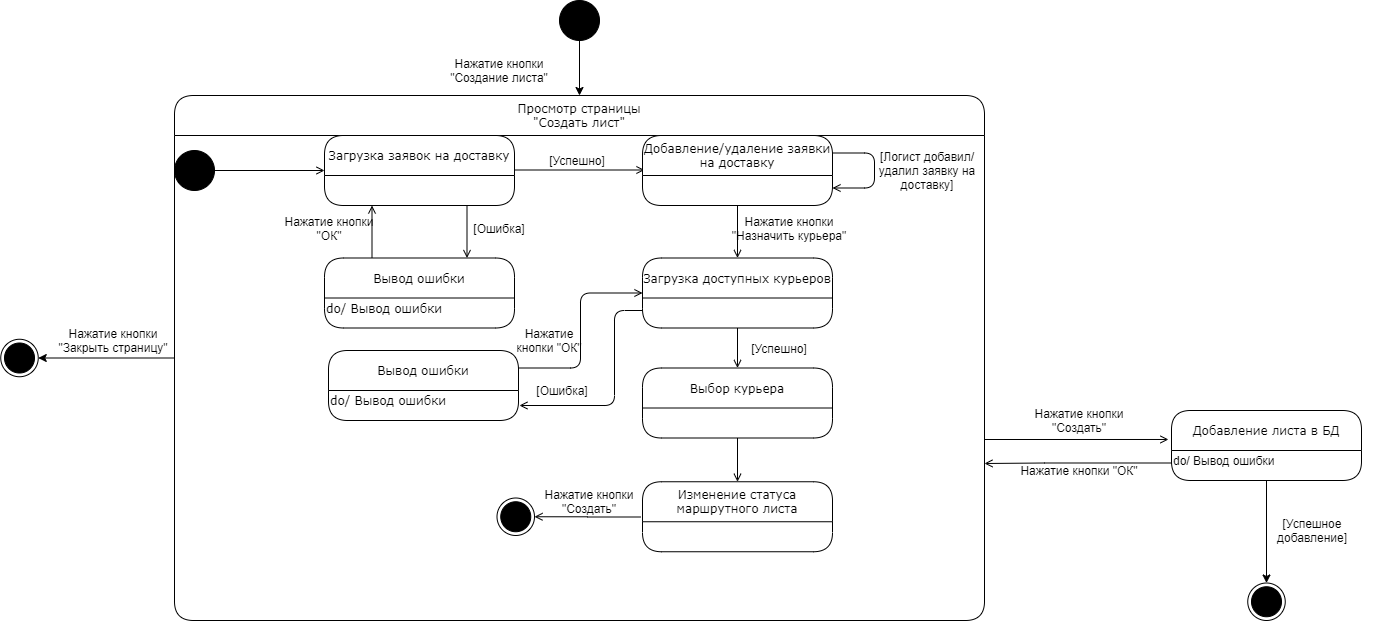 Нажатие кнопки
"Создание листа"
Просмотр страницы
"Создать лист"
Загрузка заявок на доставку
[Успешно]
Добавление/удаление заявки
на доставку
[Логист добавил/
удалил заявку на
доставку]
Нажатие кнопки
"ОК"
[Ошибка]
Нажатие кнопки
"Назначить курьера"
Вывод ошибки
do/ Вывод ошибки
Загрузка доступных курьеров
Нажатие кнопки
"Закрыть страницу"
Нажатие
кнопки "ОК"
[Успешно]
Вывод ошибки
do/ Вывод ошибки
[Ошибка]
Выбор курьера
Нажатие кнопки
"Создать"
Добавление листа в БД
do/ Вывод ошибки
Нажатие кнопки "ОК"
Нажатие кнопки
"Создать"
Изменение статуса
маршрутного листа
[Успешное
добавление]